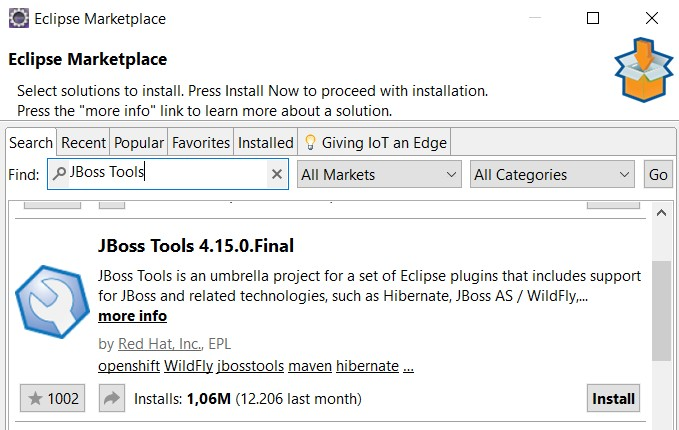 Eclipse Marketplace
Eclipse Marketplace
Select solutions to install. Press Install Now to proceed with installation.
Press the "more info" link to learn more about a solution.
Search Recent Popular Favorites Installed Giving IoT an Edge
Find: JBoss Tools All Markets All Categories Go
JBoss Tools 4.15.0.Final
JBoss Tools is an umbrella project for a set of Eclipse plugins that includes support
for JBoss and related technologies, such as Hibernate, JBoss AS / WildFly,...
more info
by Red Hat, Inc., EPL
openshift WildFly jbosstools maven hibernate ...
1002 Installs: 1,06M (12.206 last month) Install